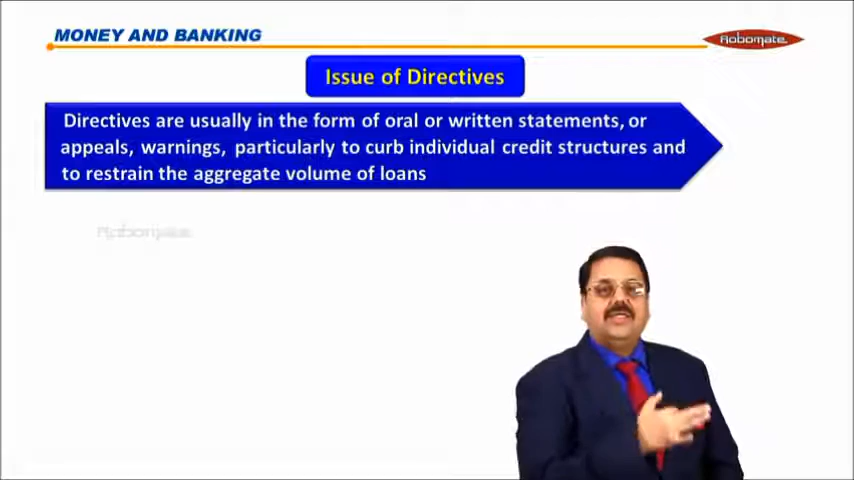 MONEY AND BANKING
Robomate
Issue of Directives
Directives are usually in the form of oral or written statements, or
appeals, warnings, particularly to curb individual credit structures and
to restrain the aggregate volume of loans
Robomate